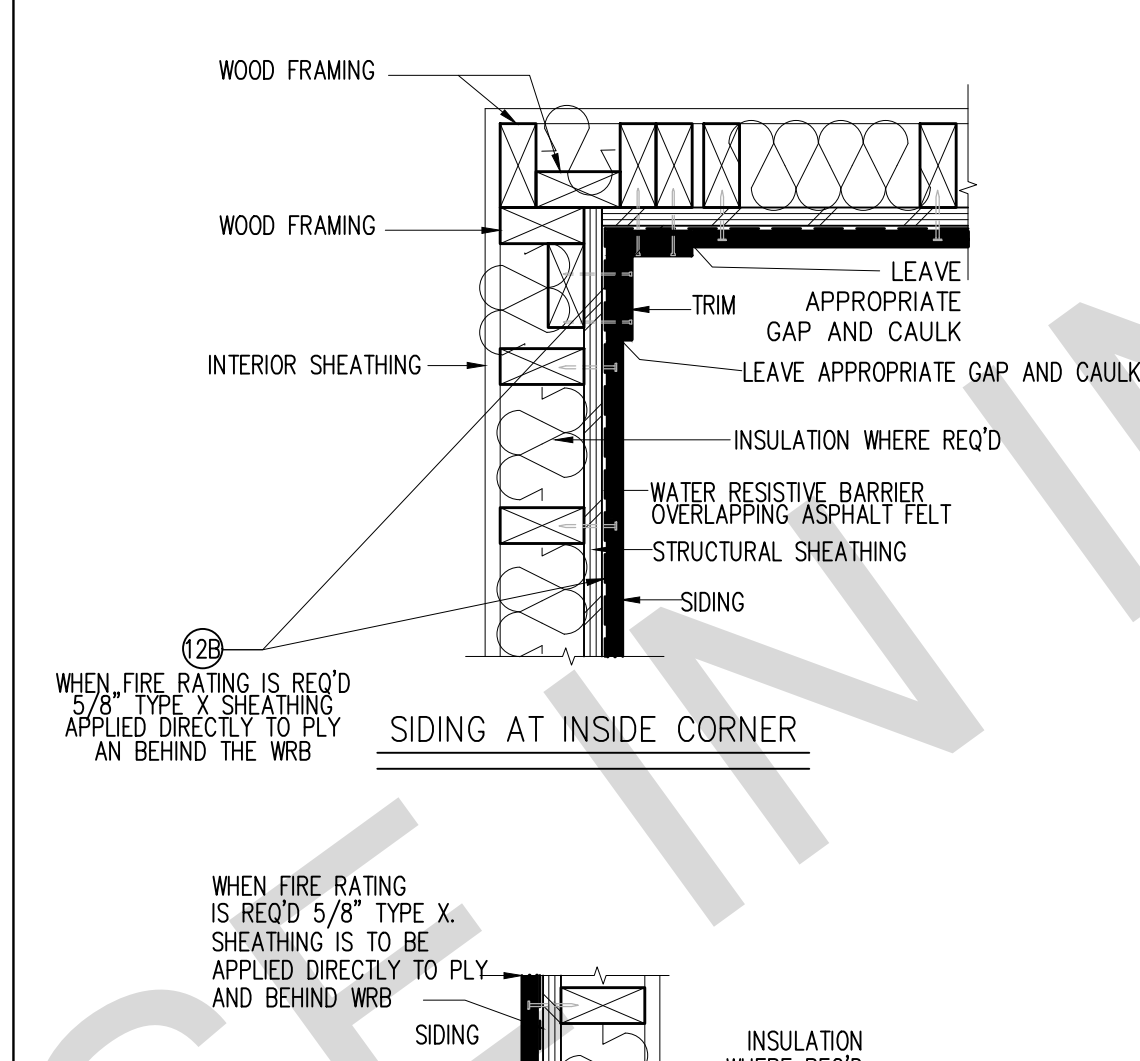 WOOD FRAMING
WOOD FRAMING
LEAVE
APPROPRIATE
GAP AND CAULK
TRIM
INTERIOR SHEATHING
LEAVE APPROPRIATE GAP AND CAULK
INSULATION WHERE REQ'D
WATER RESISTIVE BARRIER
OVERLAPPING ASPHALT FELT
STRUCTURAL SHEATHING
SIDING
12B
WHEN FIRE RATING IS REQ'D
5/8" TYPE X SHEATHING
APPLIED DIRECTLY TO PLY
AN BEHIND THE WRB
SIDING AT INSIDE CORNER
WHEN FIRE RATING
IS REQ'D 5/8" TYPE X.
SHEATHING IS TO BE
APPLIED DIRECTLY TO PLY
AND BEHIND WRB
SIDING
INSULATION
WHERE REQ'D